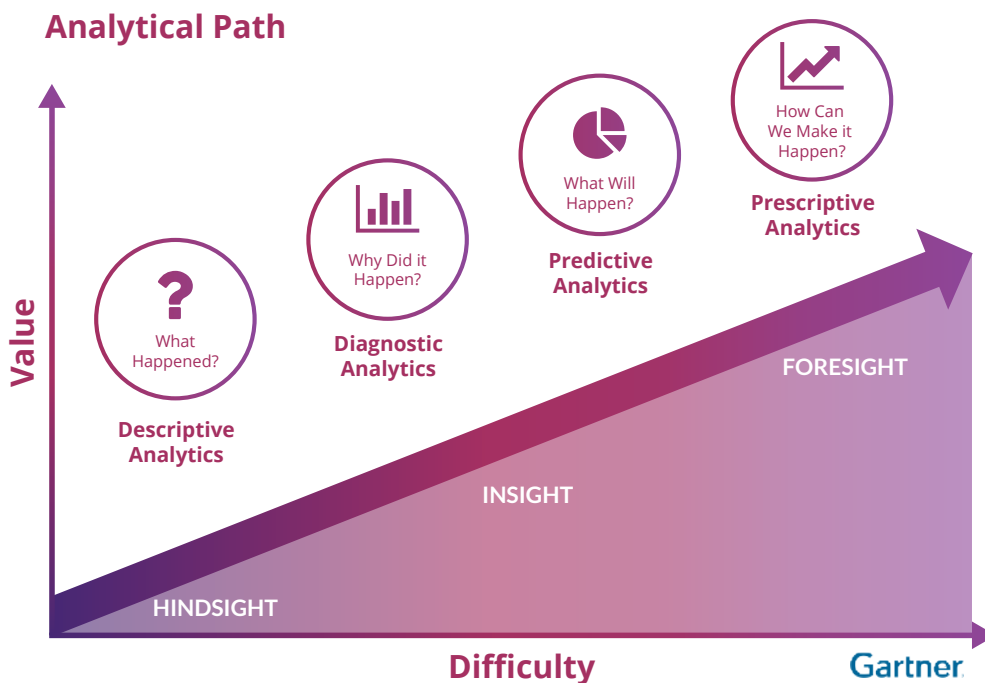 Analytical Path
How Can
We Make it
Happen?
Prescriptive
Analytics
What Will
Happen?
Predictive
Analytics
Why Did it
Happen?
Diagnostic
Analytics
What
Happened?
Descriptive
Analytics
Value
FORESIGHT
INSIGHT
HINDSIGHT
Difficulty
Gartner.